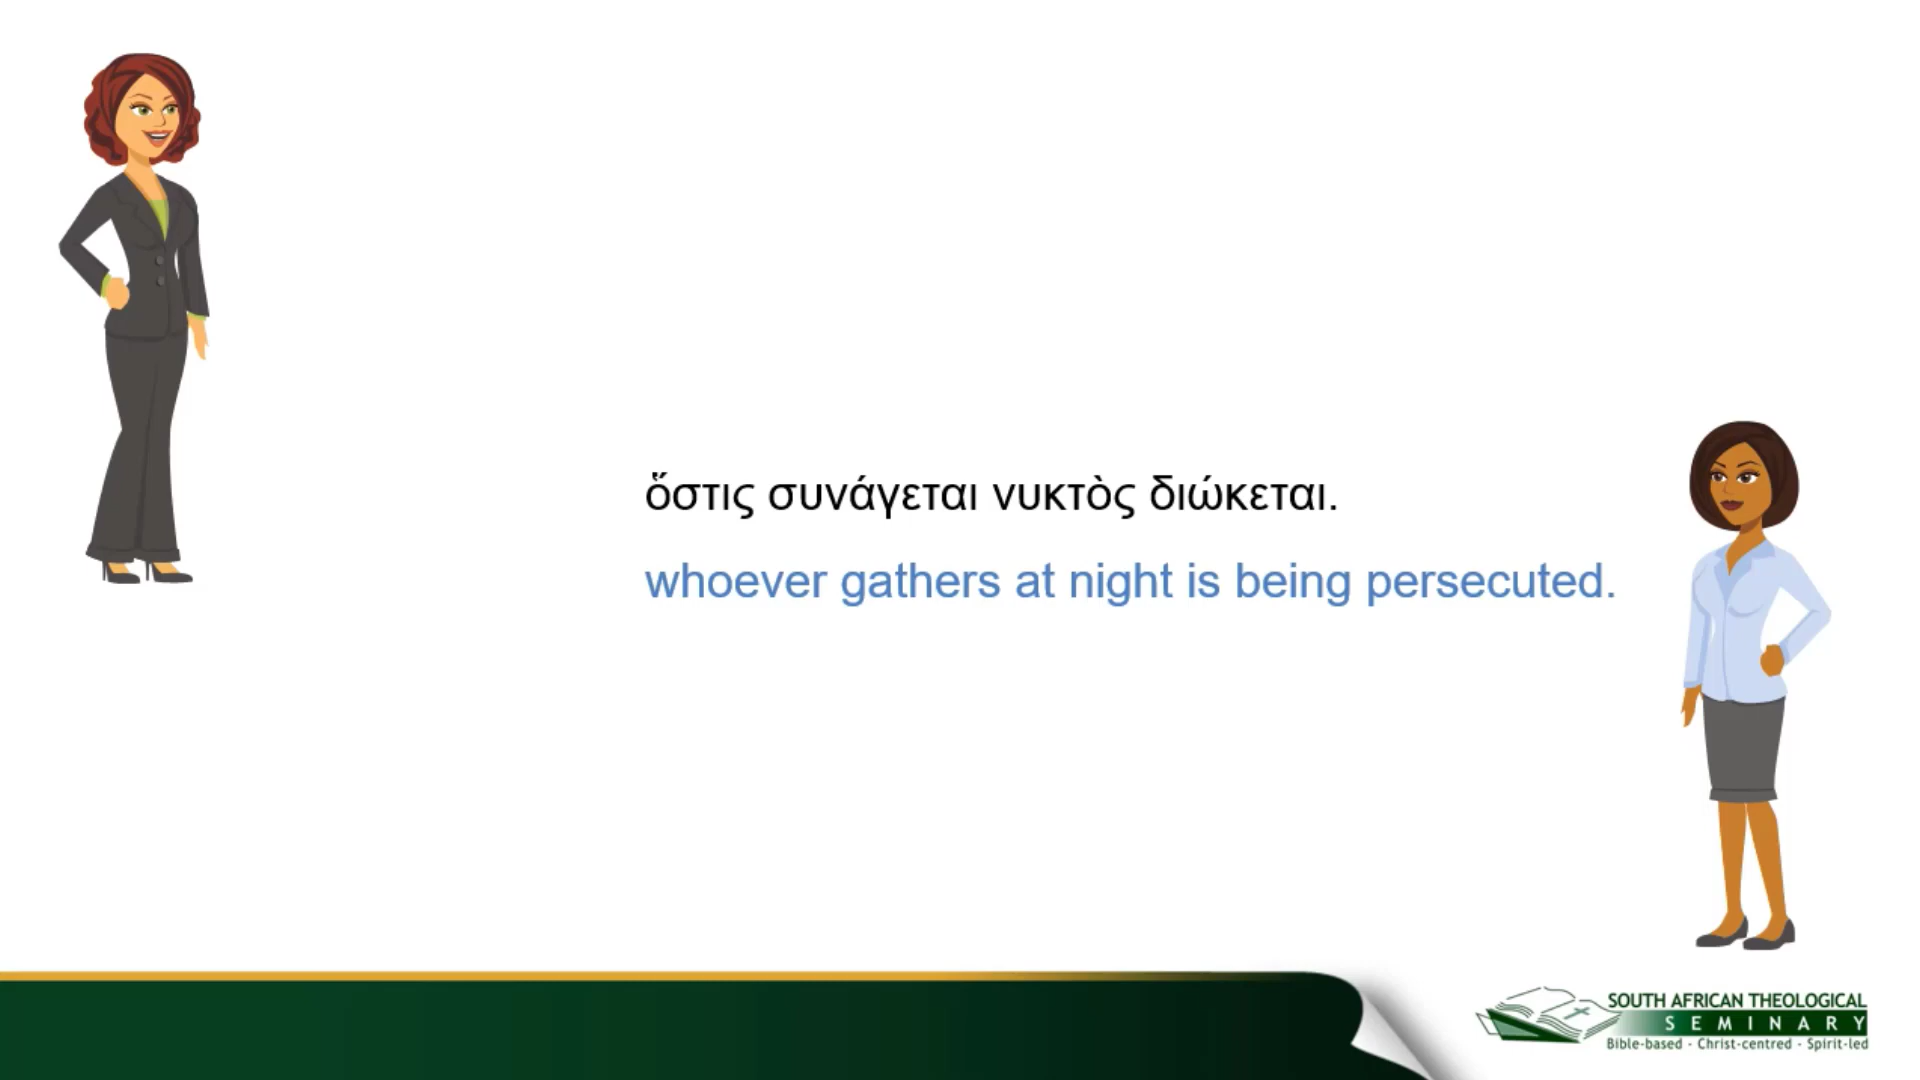 ὅστις συνάγεται νυκτὸς διώκεται.
whoever gathers at night is being persecuted.
SOUTH AFRICAN THEOLOGICAL
SEMINARY
Bible-based - Christ-centred - Spirit-led